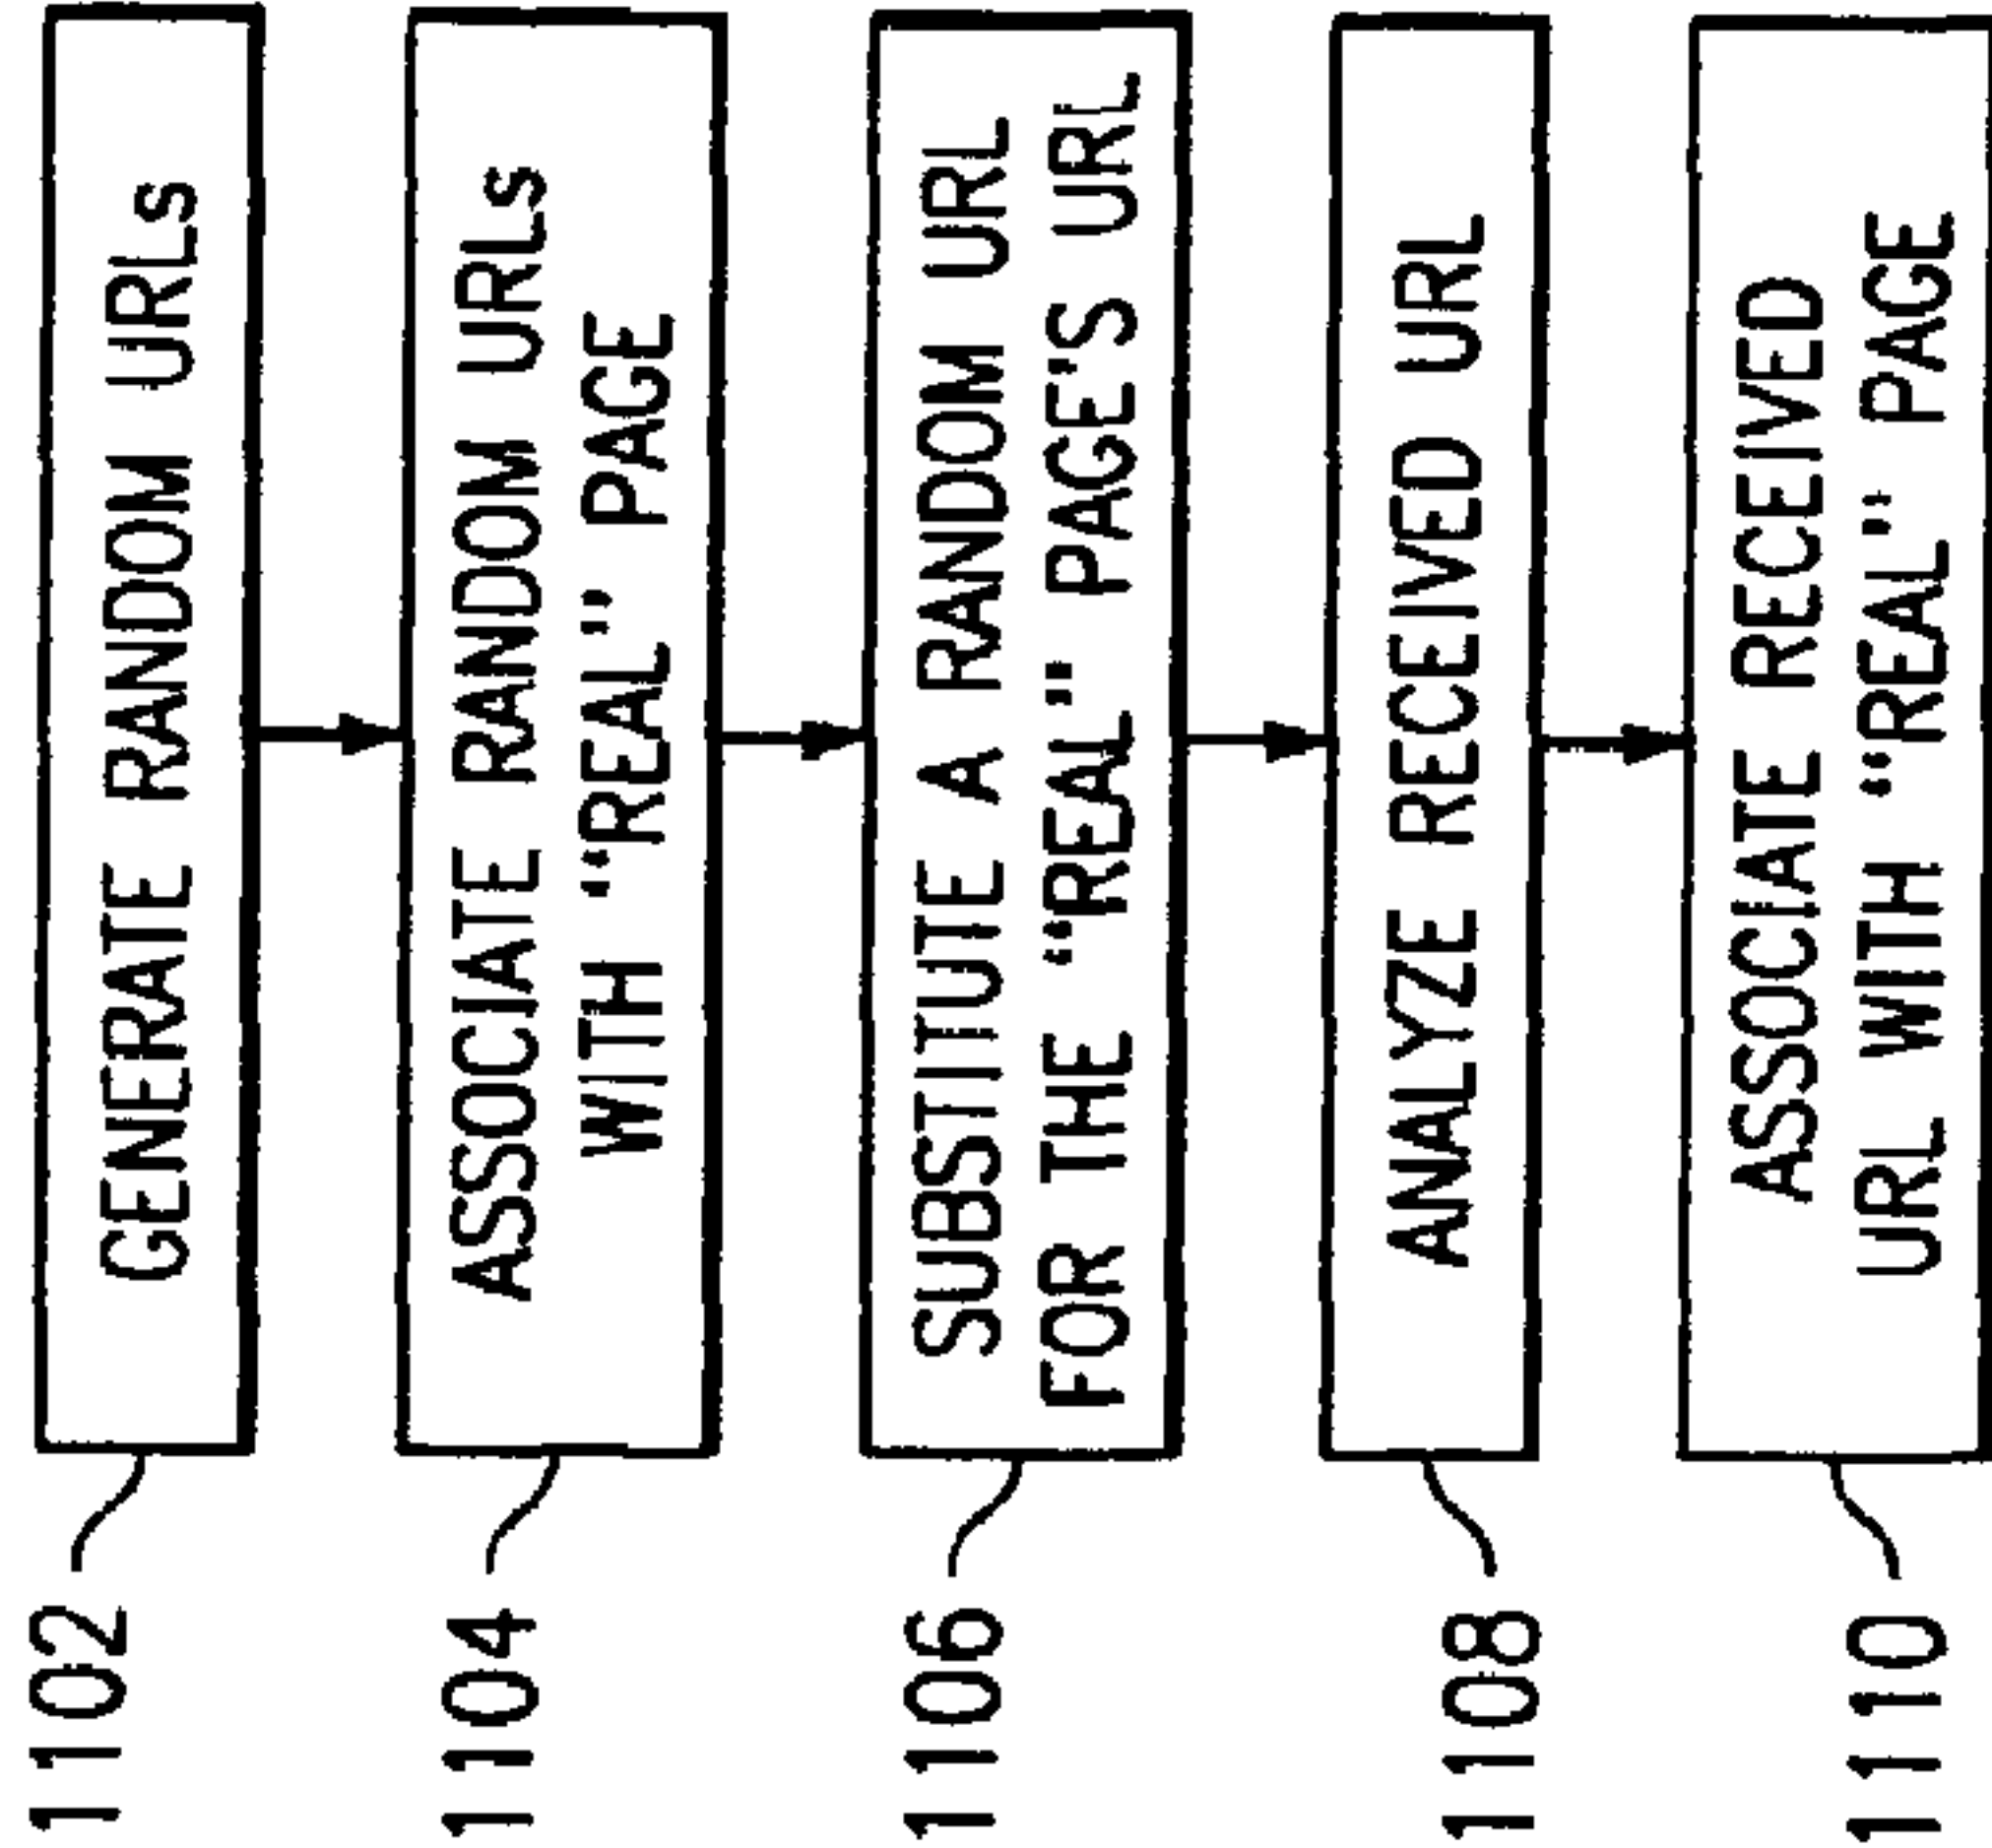 1102
GENERATE RANDOM URLs
1104
ASSOCIATE RANDOM URLs
WITH "REAL" PAGE
1106
SUBSTITUTE A RANDOM URL
FOR THE "REAL" PAGE'S URL
1108
ANALYZE RECEIVED URL
1110
ASSOCIATE RECEIVED
URL WITH "REAL" PAGE